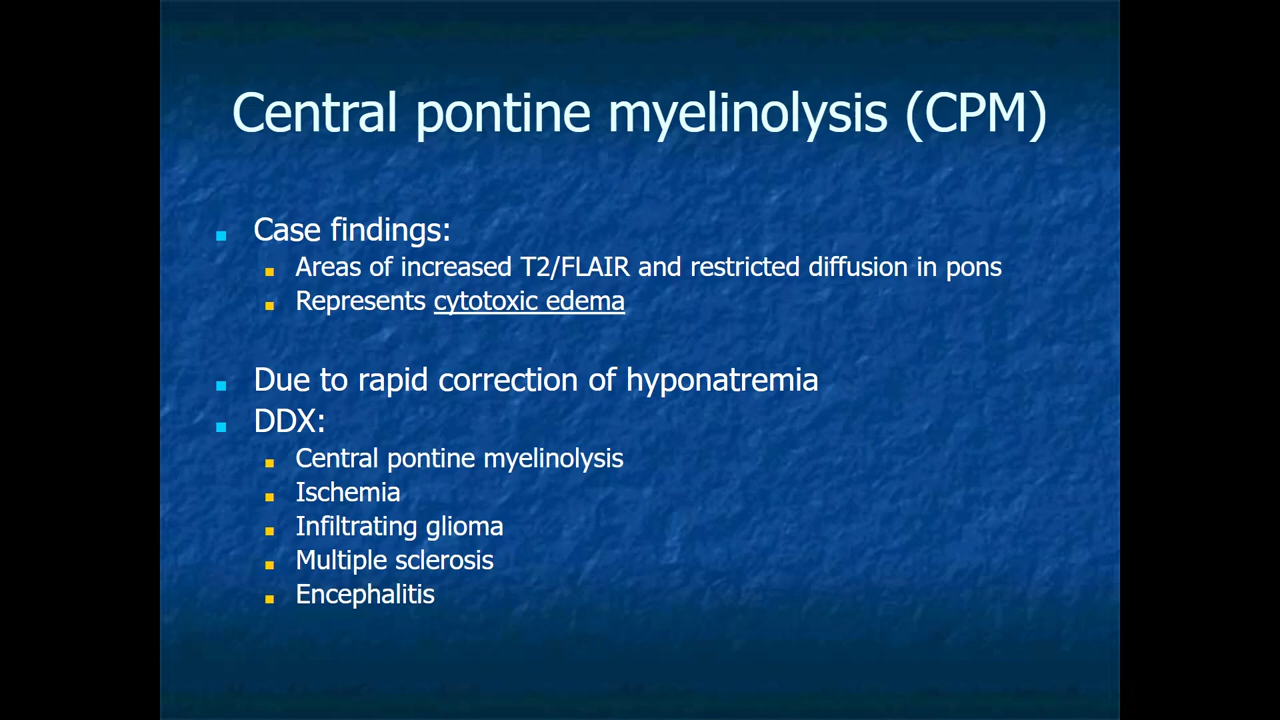 Central pontine myelinolysis (CPM)
Case findings:
Areas of increased T2/FLAIR and restricted diffusion in pons
Represents cytotoxic edema
Due to rapid correction of hyponatremia
DDX:
Central pontine myelinolysis
Ischemia
Infiltrating glioma
Multiple sclerosis
Encephalitis